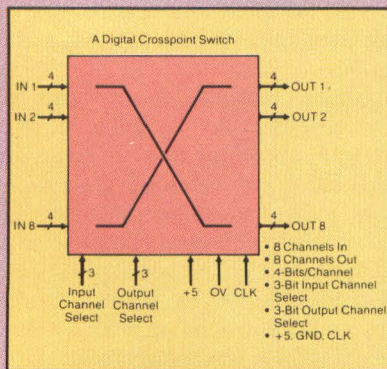 A Digital Crosspoint Switch
4
IN 1
4
OUT 1
4
IN 2
4
OUT 2
4
IN 8
4
OUT 8
3
3
Input
Channel
Select
Output
Channel
Select
+5
OV
CLK
• 8 Channels In
• 8 Channels Out
• 4-Bits/Channel
• 3-Bit Input Channel
Select
• 3-Bit Output Channel
Select
• +5, GND, CLK